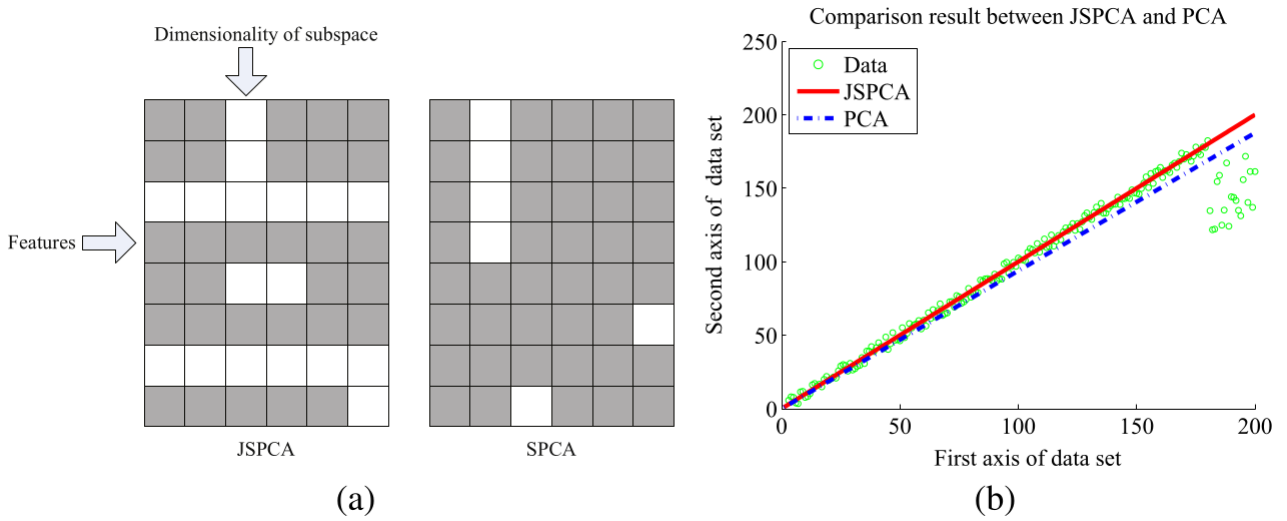 Dimensionality of subspace
Features
JSPCA
SPCA
(a)
Comparison result between JSPCA and PCA
Second axis of data set
250
200
150
100
50
0
Data
JSPCA
PCA
0 50 100 150 200
First axis of data set
(b)